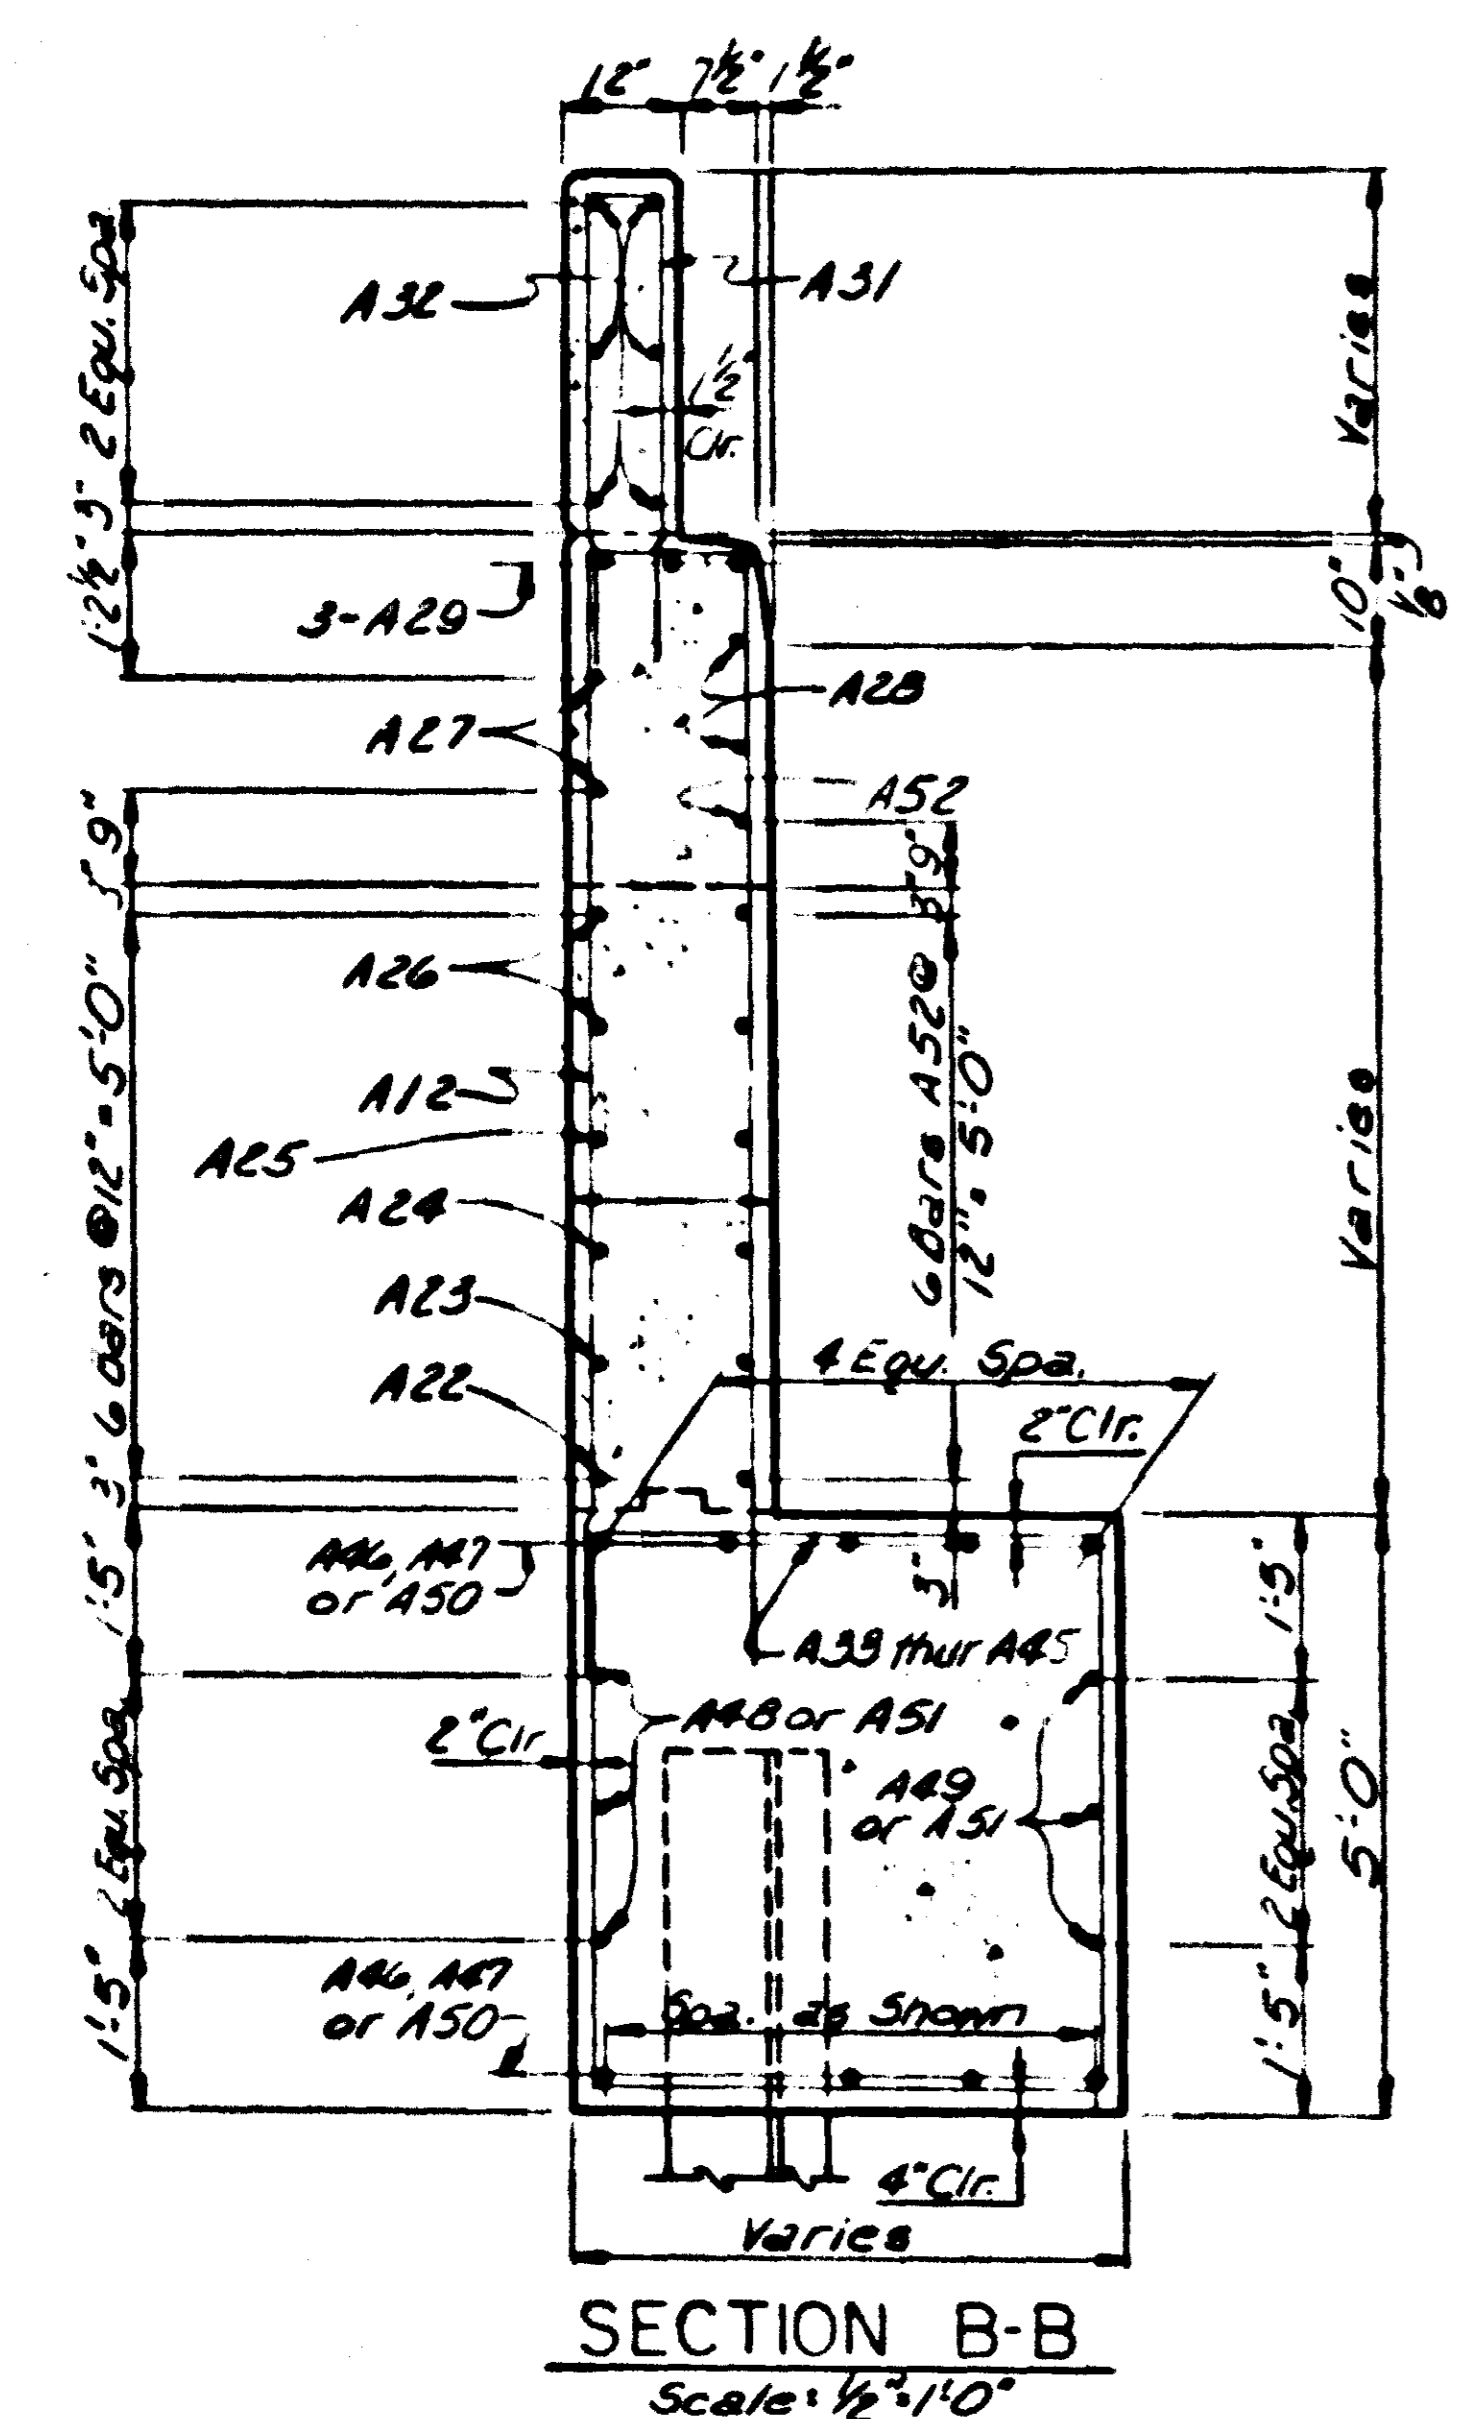 12" 7½" 1½"
2 Equ. Spa.
A32
A31
Varies
1½"
Clr.
3"
1'-2½"
3-A29
10"
⅛"
A28
A27
A52
9"
3"
9"
3"
A26
6 Bars @ 12" = 5'-0"
6 Bars A52 @
12" = 5'-0"
A12
A25
Varies
A24
A23
4 Equ. Spa.
A22
2" Clr.
3"
A46, A47
or A50
1'-5"
3"
1'-5"
A33 thur A45
A48 or A51
2" Clr
A49
or A51
2 Equ. Spa.
2 Equ. Spa.
5'-0"
A46, A47
or A50
Spa. as Shown
1'-5"
1'-5"
4" Clr.
Varies
SECTION B-B
Scale: ½" = 1'0"